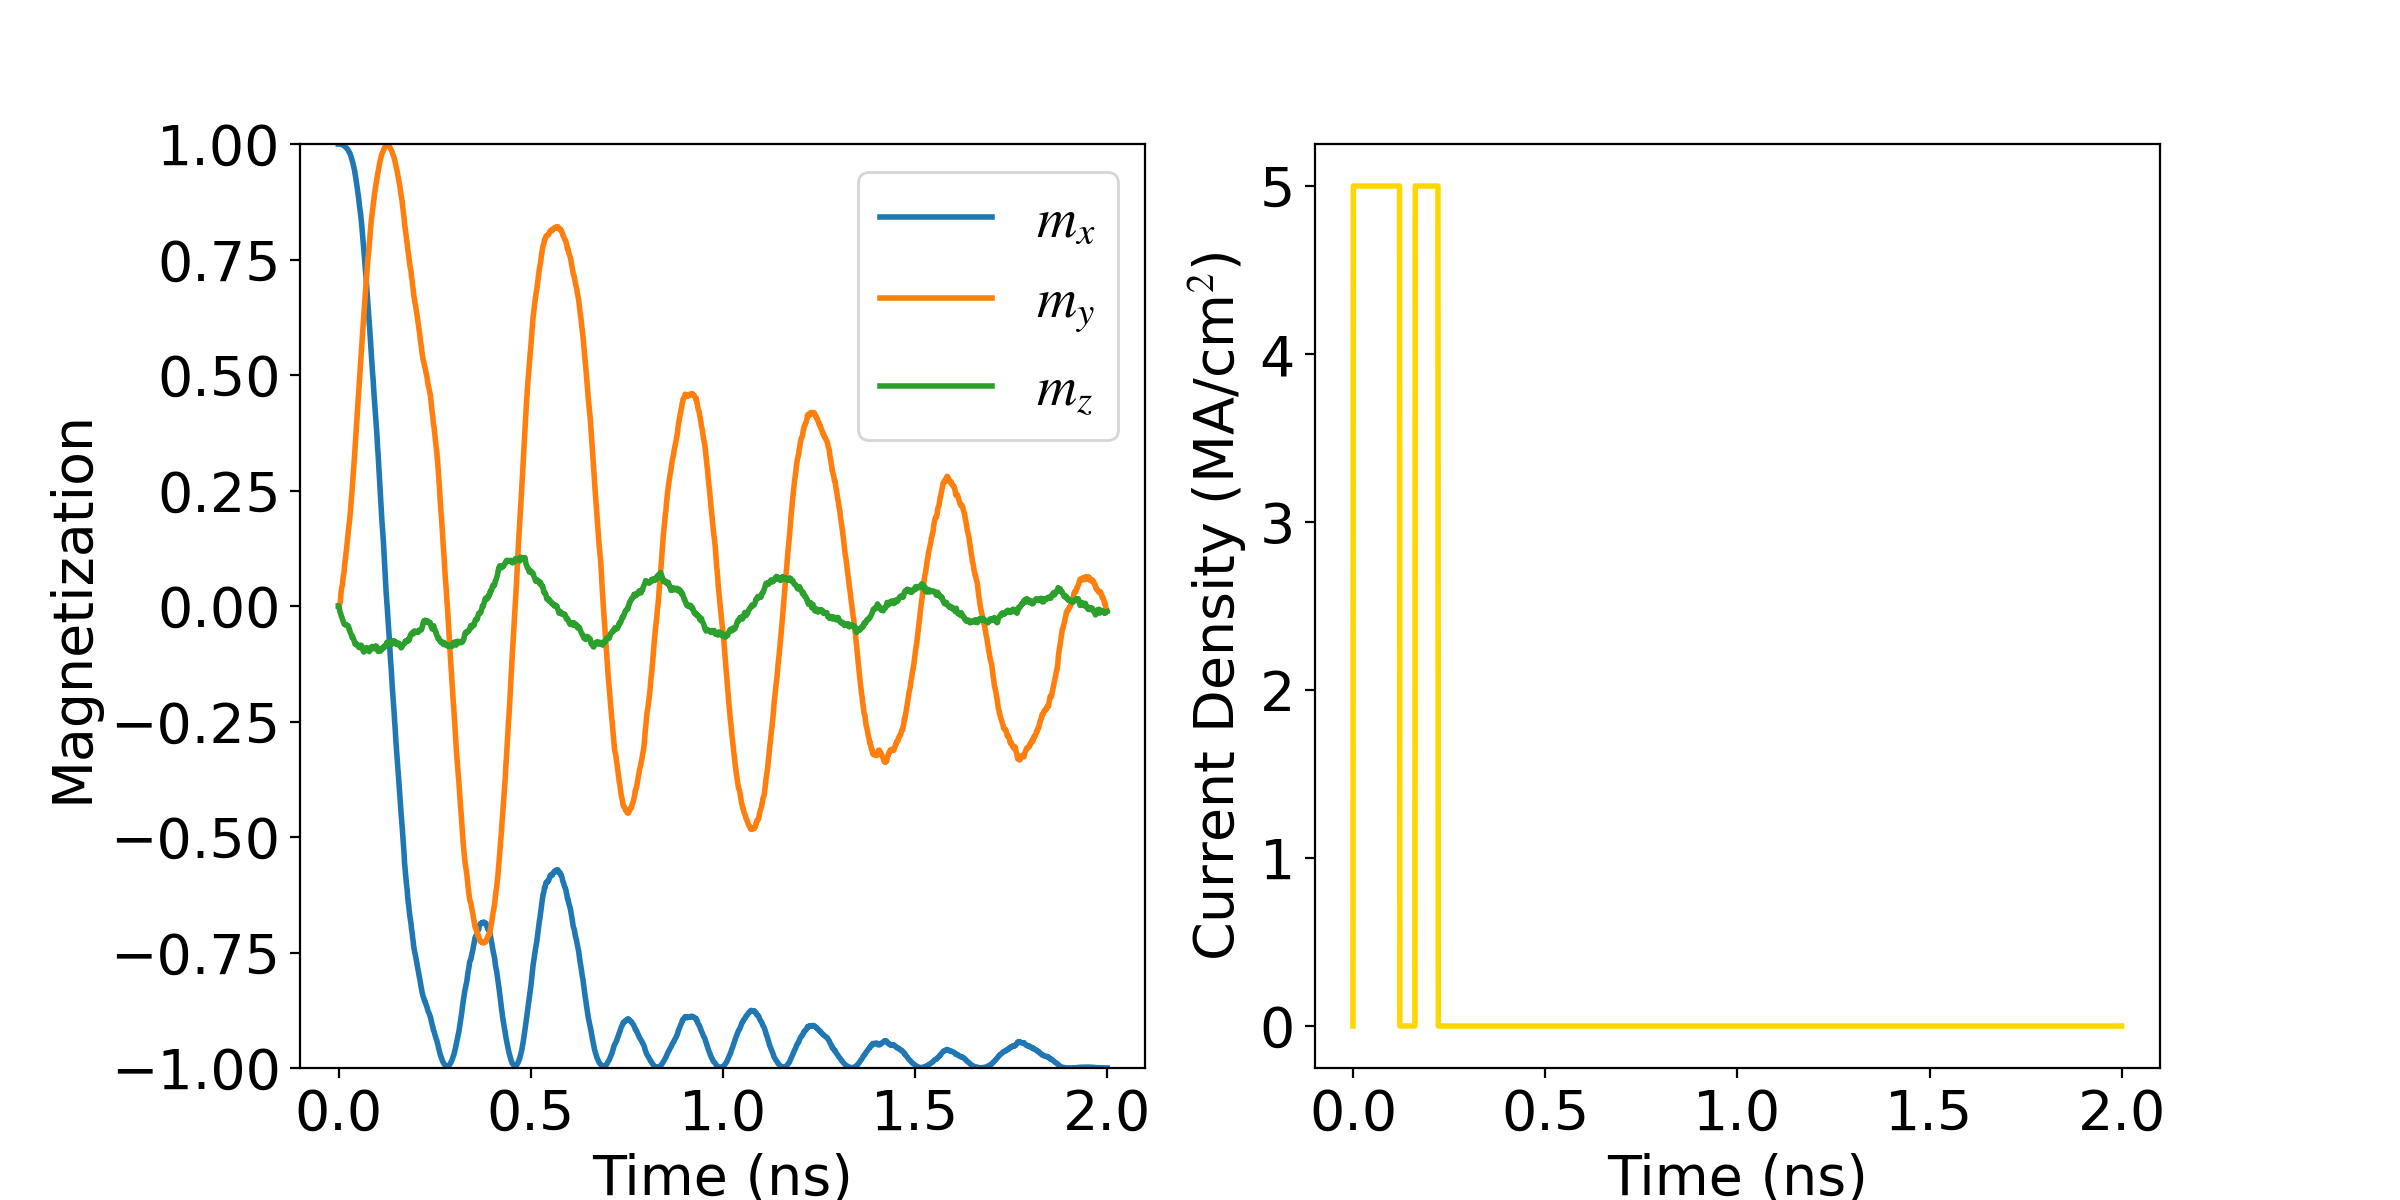 Magnetization
1.00
0.75
0.50
0.25
0.00
−0.25
−0.50
−0.75
−1.00
0.0 0.5 1.0 1.5 2.0
Time (ns)
m_x
m_y
m_z
Current Density (MA/cm²)
5
4
3
2
1
0
0.0 0.5 1.0 1.5 2.0
Time (ns)